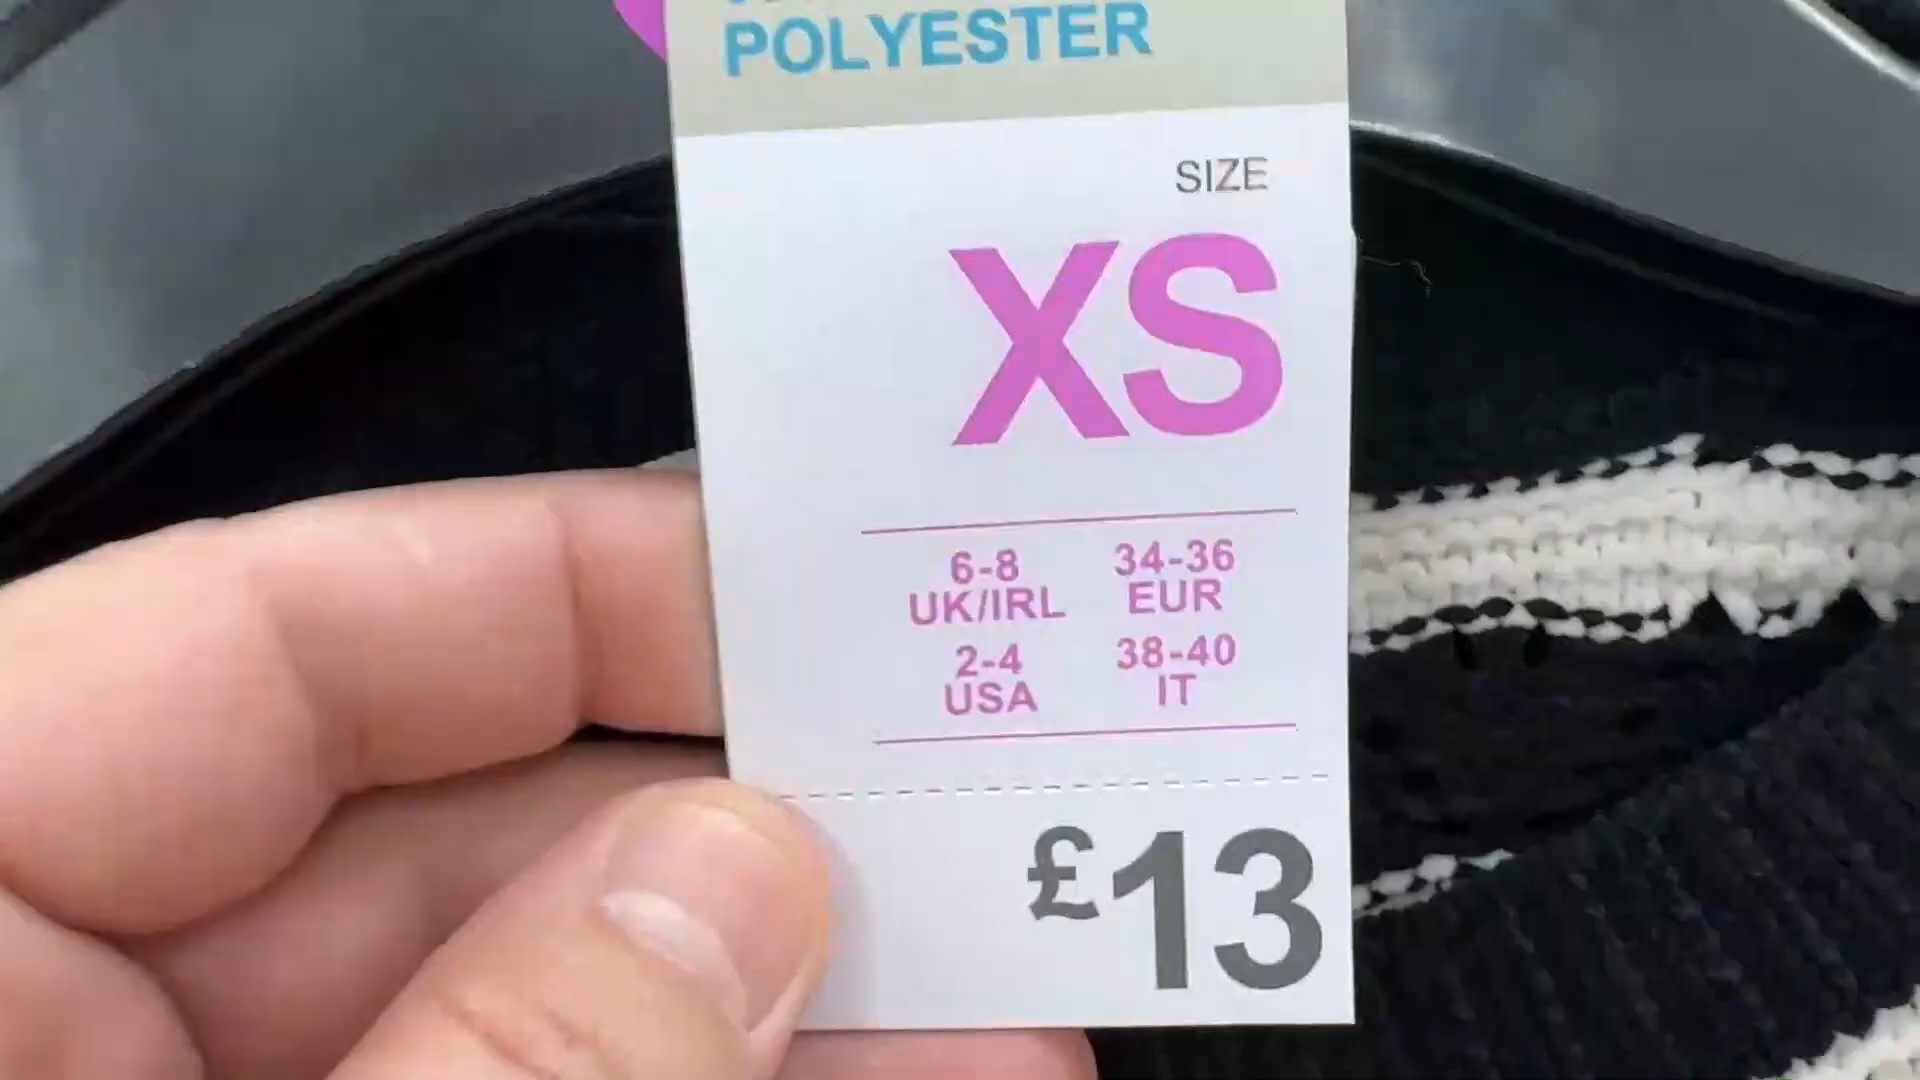 POLYESTER
SIZE
XS
6-8 34-36
UK/IRL EUR
2-4 38-40
USA IT
£13